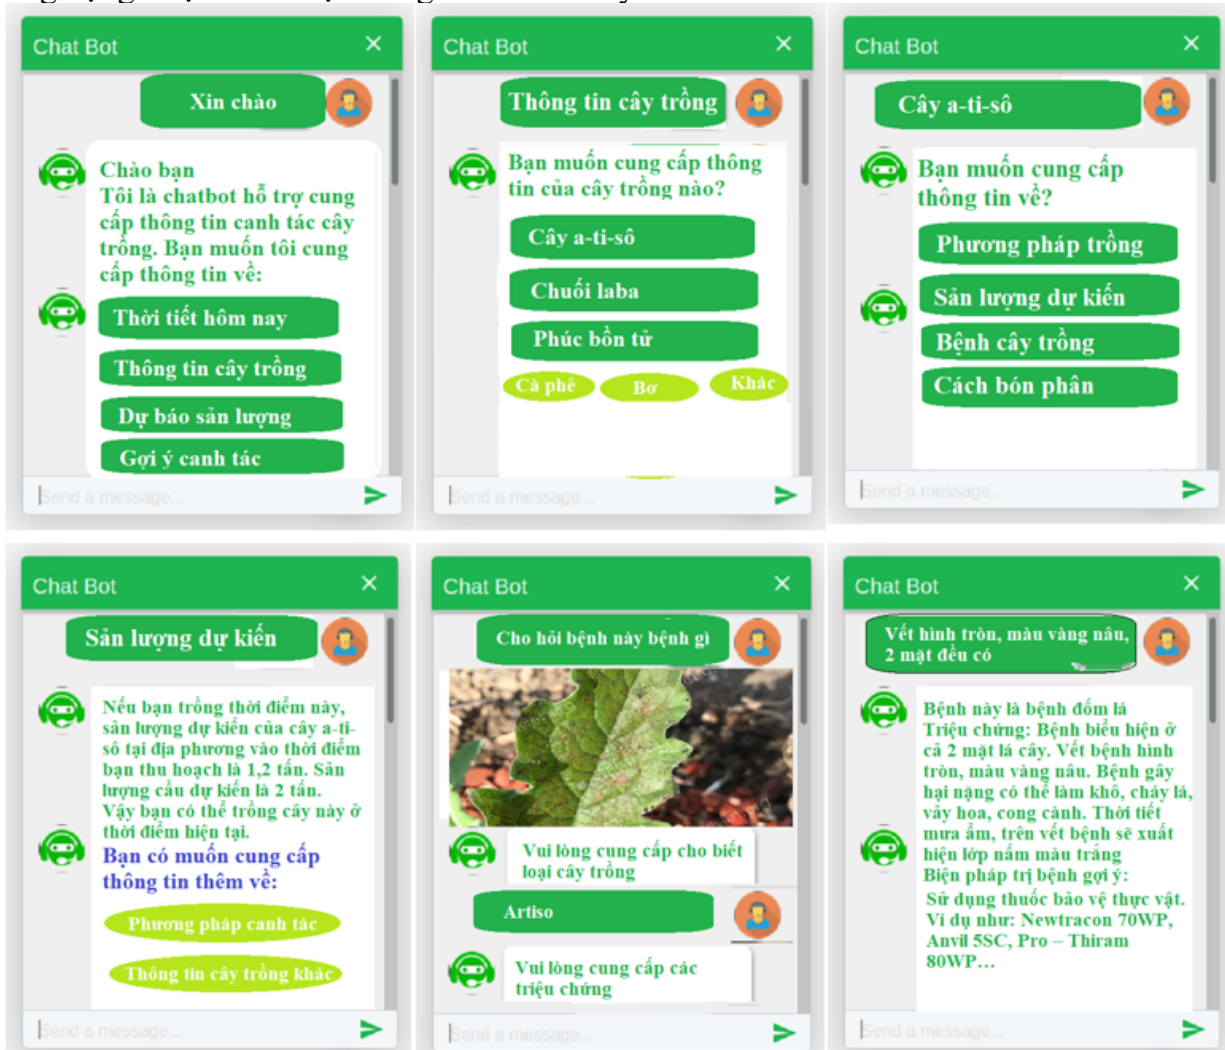 Chat Bot
Xin chào
Chào bạn
Tôi là chatbot hỗ trợ cung
cấp thông tin canh tác cây
trồng. Bạn muốn tôi cung
cấp thông tin về:
Thời tiết hôm nay
Thông tin cây trồng
Dự báo sản lượng
Gợi ý canh tác
Send a message...
Chat Bot
Thông tin cây trồng
Bạn muốn cung cấp thông
tin của cây trồng nào?
Cây a-ti-sô
Chuối laba
Phúc bồn tử
Cà phê Bơ Khác
Send a message...
Chat Bot
Cây a-ti-sô
Bạn muốn cung cấp
thông tin về?
Phương pháp trồng
Sản lượng dự kiến
Bệnh cây trồng
Cách bón phân
Send a message...
Chat Bot
Sản lượng dự kiến
Nếu bạn trồng thời điểm này,
sản lượng dự kiến của cây a-ti-
sô tại địa phương vào thời điểm
bạn thu hoạch là 1,2 tấn. Sản
lượng cầu dự kiến là 2 tấn.
Vậy bạn có thể trồng cây này ở
thời điểm hiện tại.
Bạn có muốn cung cấp
thông tin thêm về:
Phương pháp canh tác
Thông tin cây trồng khác
Send a message...
Chat Bot
Cho hỏi bệnh này bệnh gì
Vui lòng cung cấp cho biết
loại cây trồng
Artiso
Vui lòng cung cấp các
triệu chứng
Send a message...
Chat Bot
Vết hình tròn, màu vàng nâu,
2 mặt đều có
Bệnh này là bệnh đốm lá
Triệu chứng: Bệnh biểu hiện ở
cả 2 mặt lá cây. Vết bệnh hình
tròn, màu vàng nâu. Bệnh gây
hại nặng có thể làm khô, cháy lá,
vảy hoa, cong cành. Thời tiết
mưa ẩm, trên vết bệnh sẽ xuất
hiện lớp nấm màu trắng
Biện pháp trị bệnh gợi ý:
Sử dụng thuốc bảo vệ thực vật.
Ví dụ như: Newtracon 70WP,
Anvil 5SC, Pro – Thiram
80WP...
Send a message...